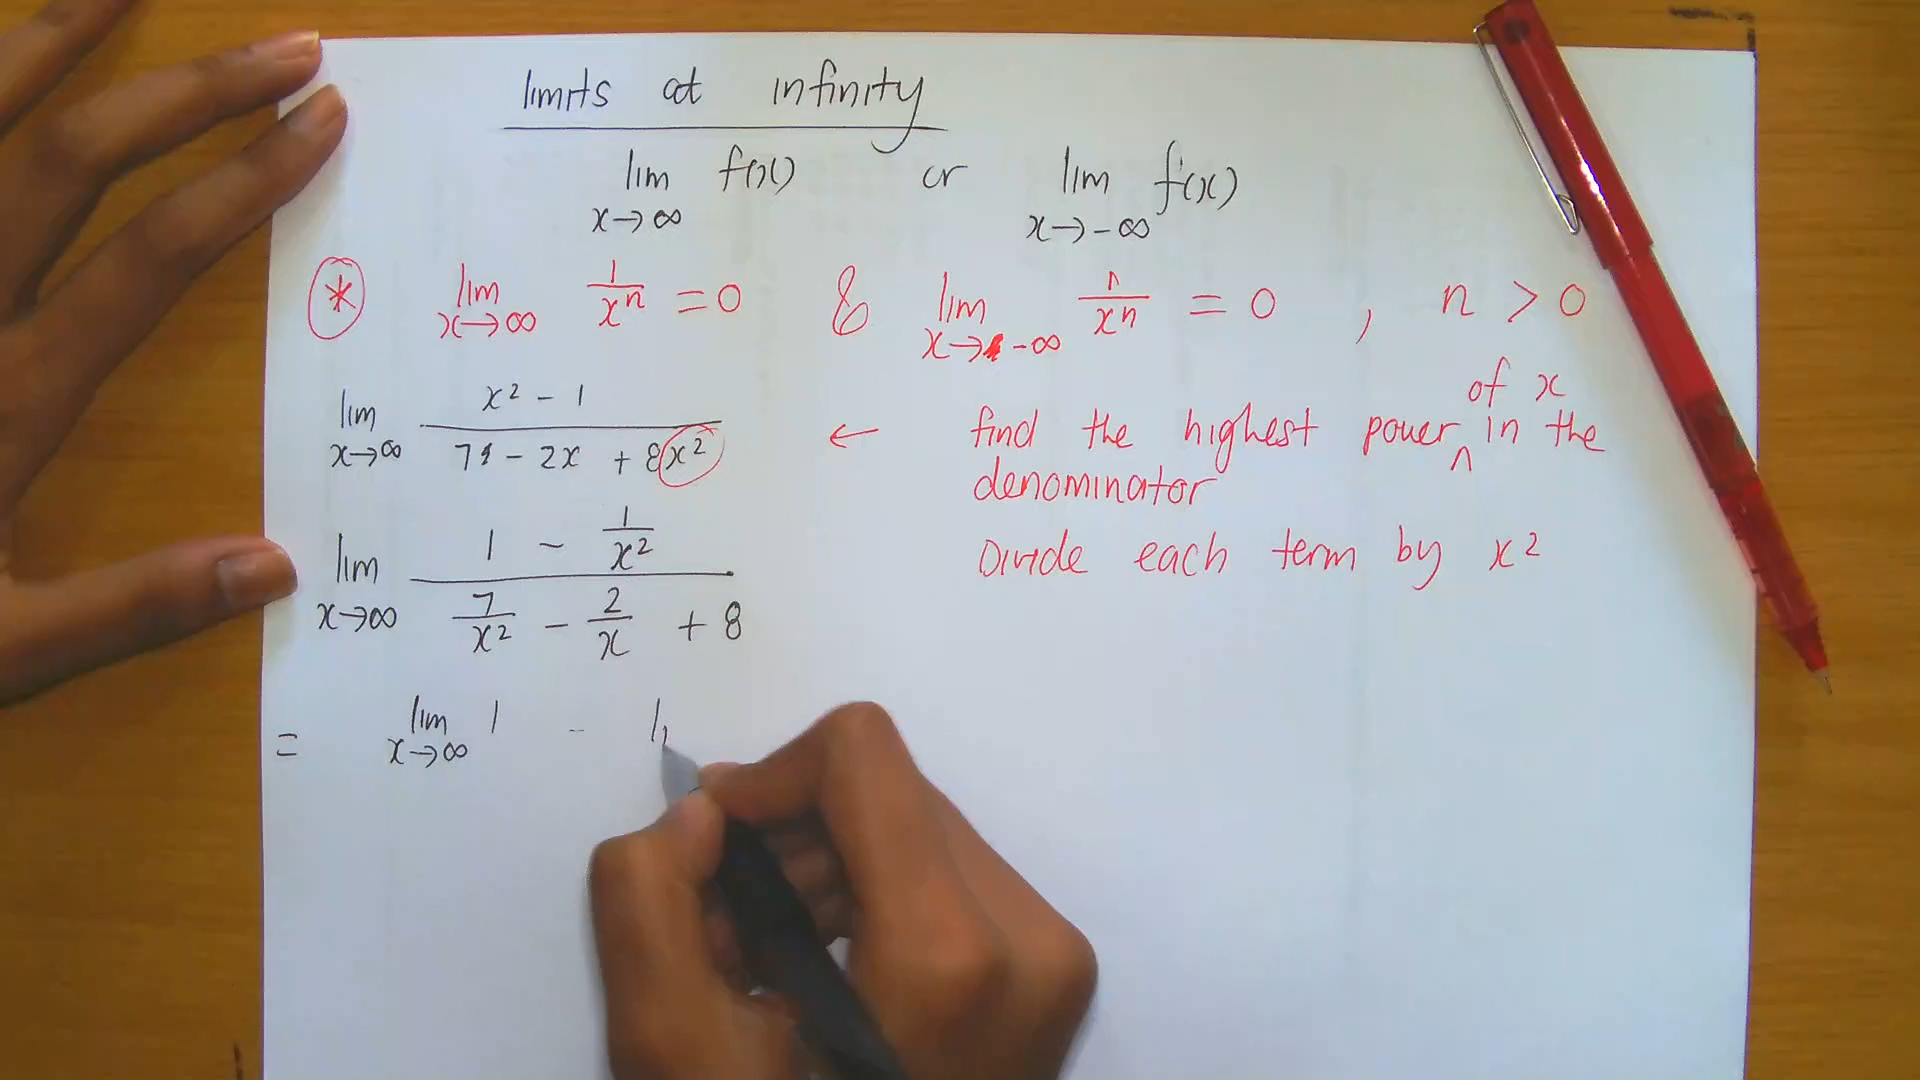 limits at infinity
lim x→∞ f(x) or lim x→-∞ f(x)
* lim x→∞ 1/xⁿ = 0 & lim x→-∞ 1/xⁿ = 0 , n > 0
lim x→∞ (x² - 1)/(7 - 2x + 8x²) ← find the highest power of x in the
denominator
lim x→∞ (1 - 1/x²)/(7/x² - 2/x + 8)
Divide each term by x²
= lim x→∞ 1 - li